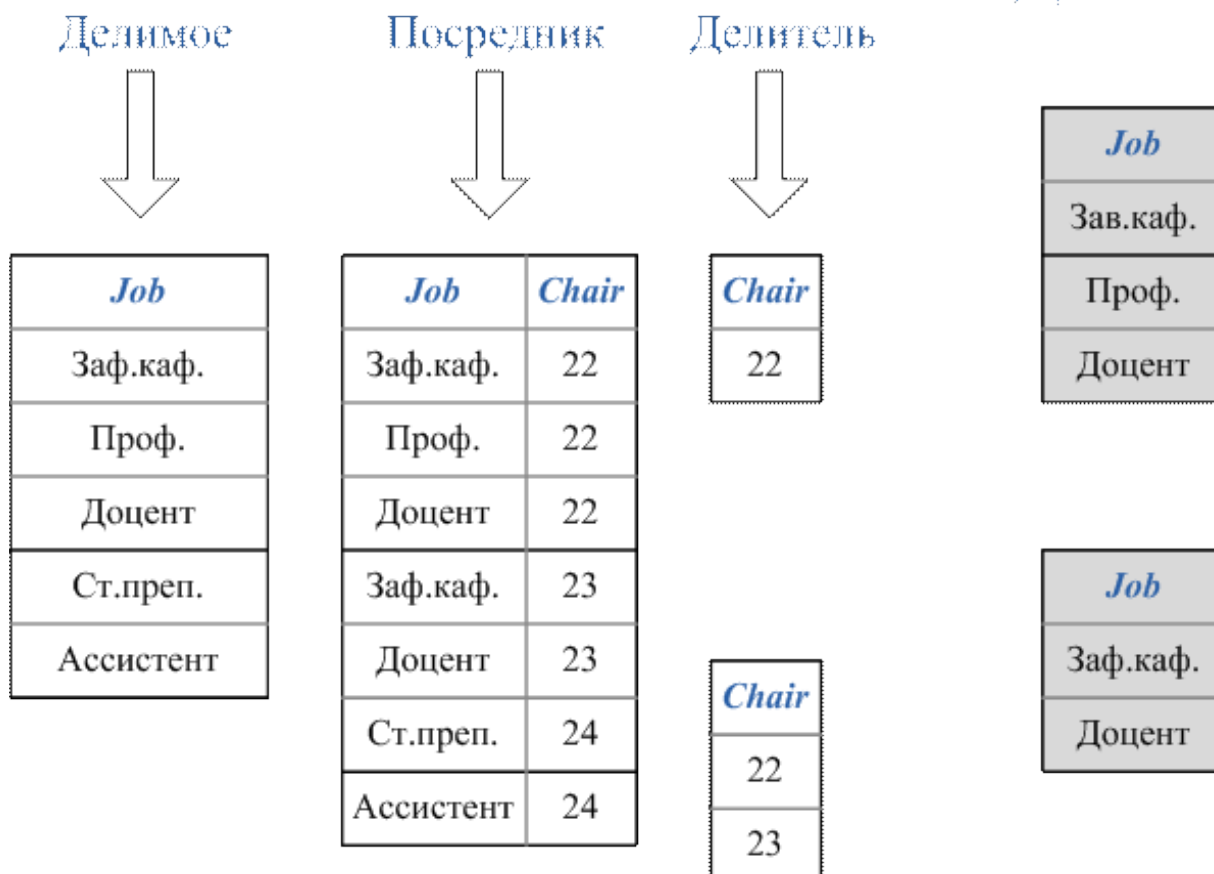 Делимое Посредник Делитель
Job
Заф.каф.
Проф.
Доцент
Ст.преп.
Ассистент
Job Chair
Заф.каф. 22
Проф. 22
Доцент 22
Заф.каф. 23
Доцент 23
Ст.преп. 24
Ассистент 24
Chair
22
Chair
22
23
Job
Зав.каф.
Проф.
Доцент
Job
Заф.каф.
Доцент